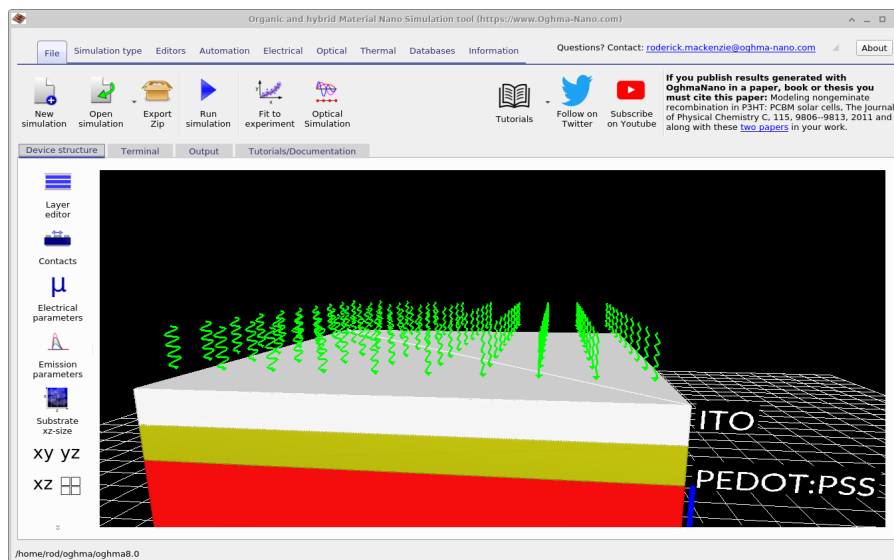 Organic and hybrid Material Nano Simulation tool (https://www.Oghma-Nano.com)
File Simulation type Editors Automation Electrical Optical Thermal Databases Information Questions? Contact: roderick.mackenzie@oghma-nano.com About
New simulation
Open simulation
Export Zip
Run simulation
Fit to experiment
Optical Simulation
Tutorials
Follow on Twitter
Subscribe on Youtube
If you publish results generated with
OghmaNano in a paper, book or thesis you
must cite this paper: Modeling nongeminate
recombination in P3HT: PCBM solar cells, The Journal
of Physical Chemistry C, 115, 9806--9813, 2011 and
along with these two papers in your work.
Device structure Terminal Output Tutorials/Documentation
Layer
editor
Contacts
μ
Electrical
parameters
Emission
parameters
Substrate
xz-size
xy yz
xz
ITO
PEDOT:PSS
/home/rod/oghma/oghma8.0